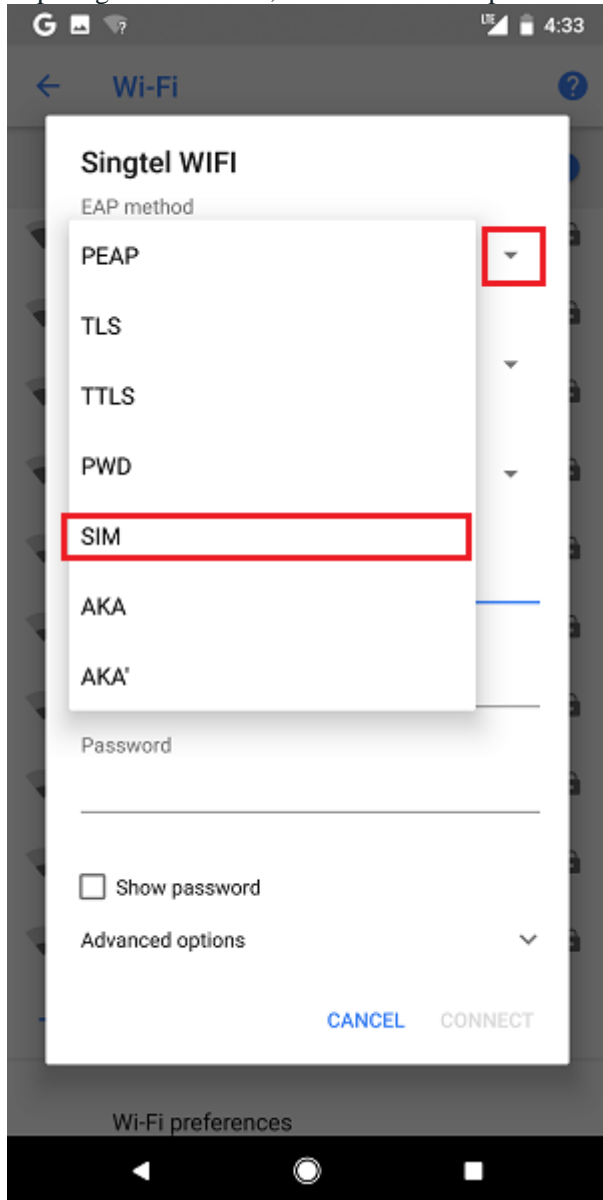 G LTE 4:33
Wi-Fi
Singtel WIFI
EAP method
PEAP
TLS
TTLS
PWD
SIM
AKA
AKA'
Password
Show password
Advanced options
CANCEL CONNECT
Wi-Fi preferences